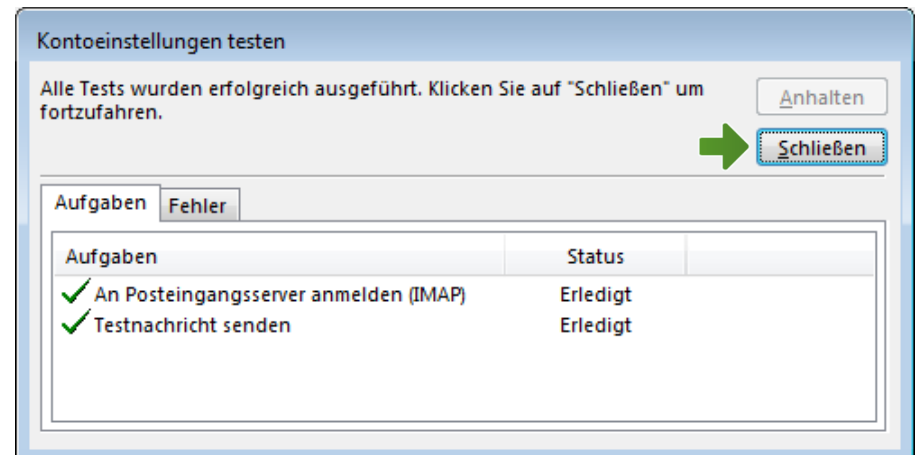 Kontoeinstellungen testen
Alle Tests wurden erfolgreich ausgeführt. Klicken Sie auf "Schließen" um
fortzufahren.
Anhalten
Schließen
Aufgaben Fehler
Aufgaben Status
An Posteingangsserver anmelden (IMAP) Erledigt
Testnachricht senden Erledigt